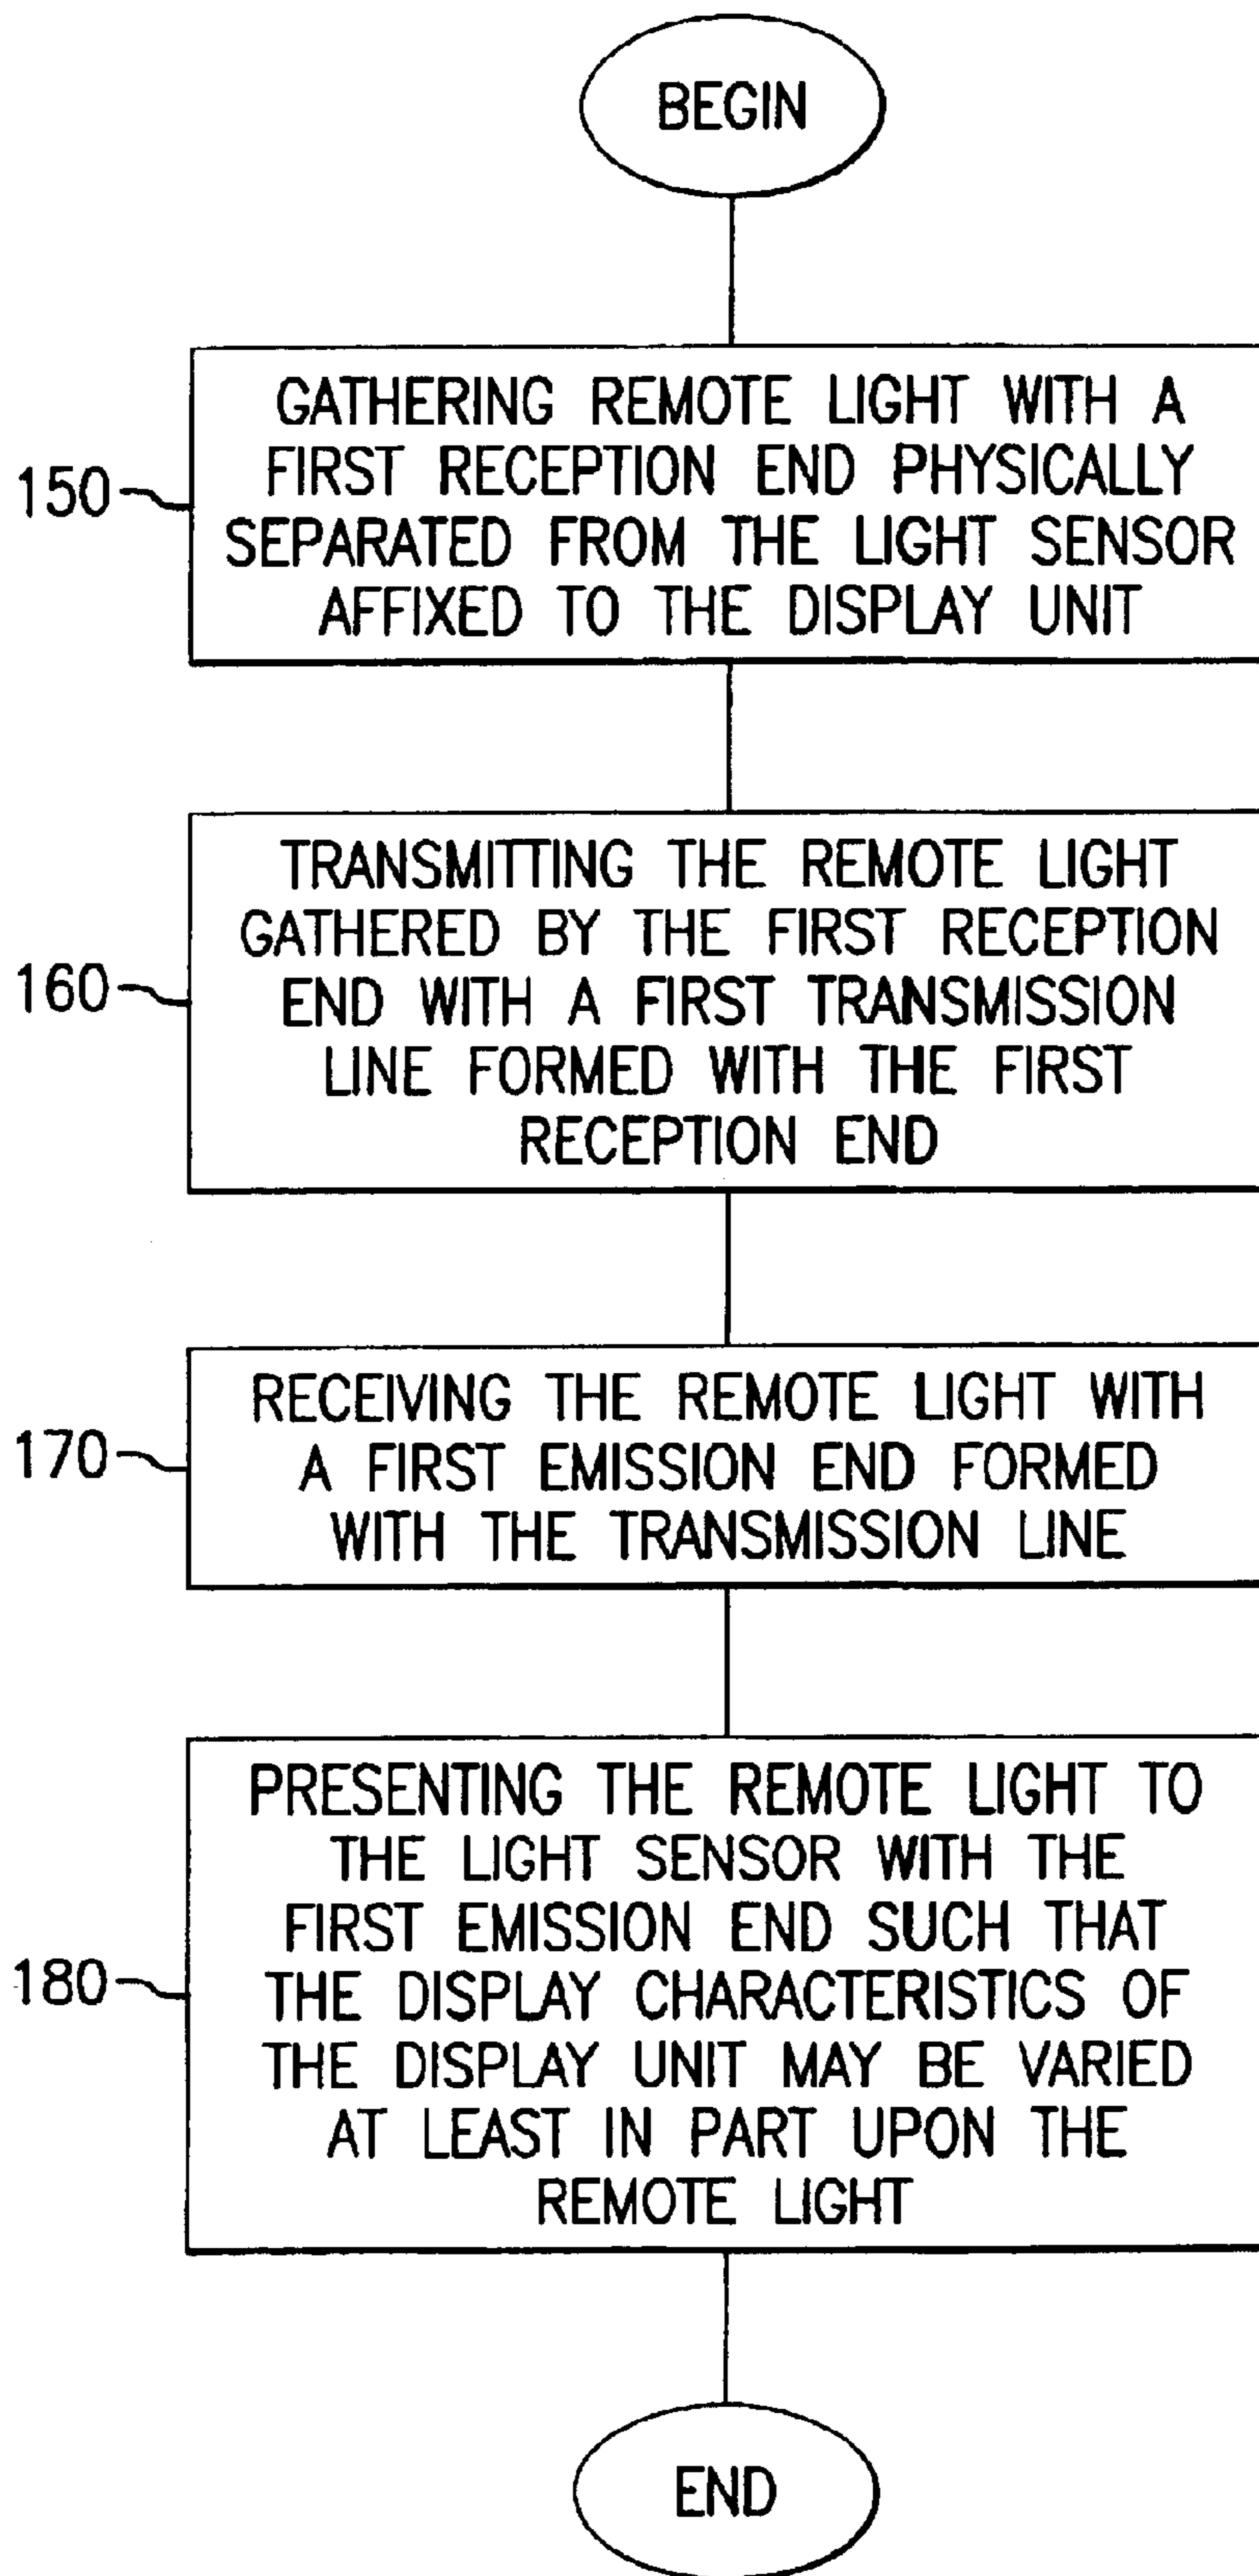 BEGIN
GATHERING REMOTE LIGHT WITH A
FIRST RECEPTION END PHYSICALLY
SEPARATED FROM THE LIGHT SENSOR
AFFIXED TO THE DISPLAY UNIT
150
TRANSMITTING THE REMOTE LIGHT
GATHERED BY THE FIRST RECEPTION
END WITH A FIRST TRANSMISSION
LINE FORMED WITH THE FIRST
RECEPTION END
160
RECEIVING THE REMOTE LIGHT WITH
A FIRST EMISSION END FORMED
WITH THE TRANSMISSION LINE
170
PRESENTING THE REMOTE LIGHT TO
THE LIGHT SENSOR WITH THE
FIRST EMISSION END SUCH THAT
THE DISPLAY CHARACTERISTICS OF
THE DISPLAY UNIT MAY BE VARIED
AT LEAST IN PART UPON THE
REMOTE LIGHT
180
END